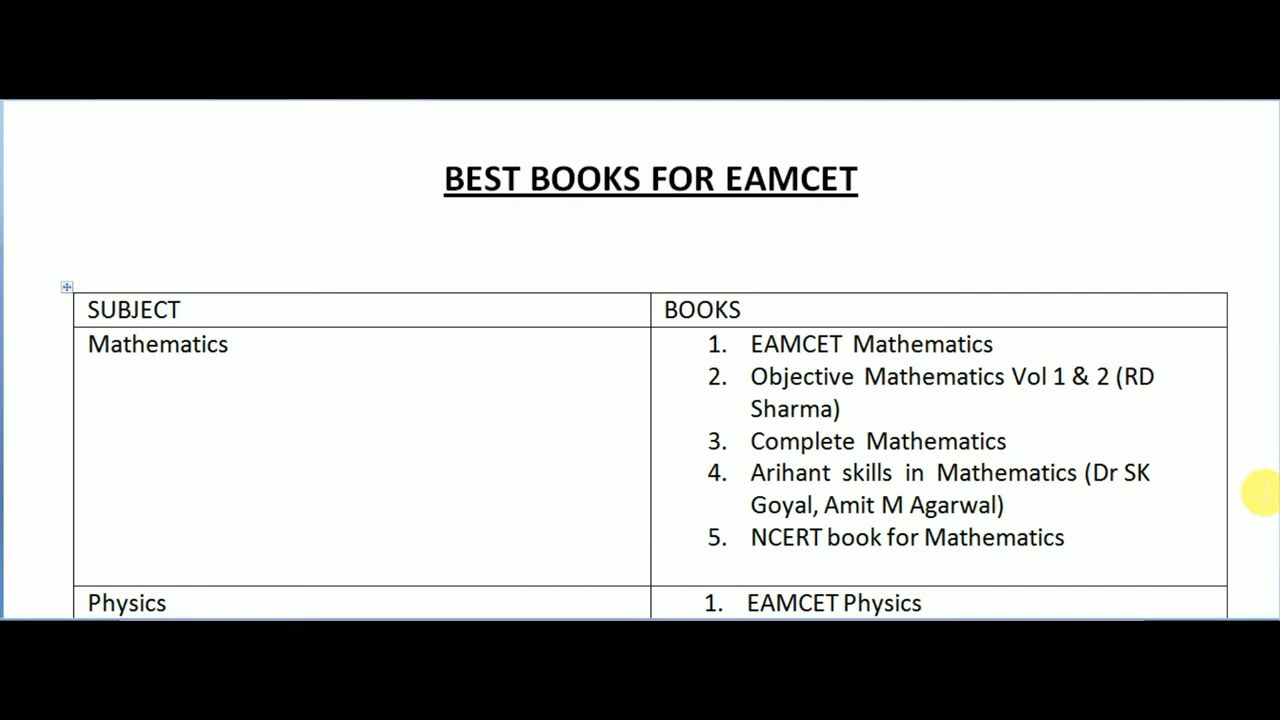 BEST BOOKS FOR EAMCET
SUBJECT
BOOKS
Mathematics
1. EAMCET Mathematics
2. Objective Mathematics Vol 1 & 2 (RD
Sharma)
3. Complete Mathematics
4. Arihant skills in Mathematics (Dr SK
Goyal, Amit M Agarwal)
5. NCERT book for Mathematics
Physics
1. EAMCET Physics